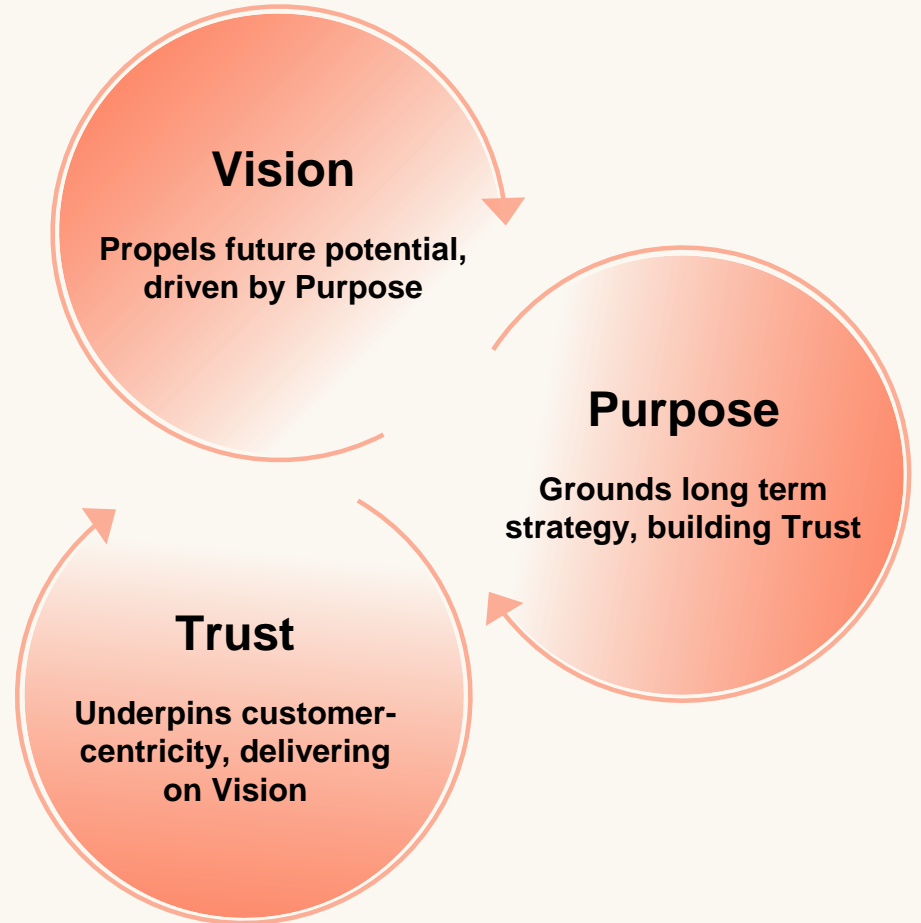 Vision
Propels future potential,
driven by Purpose
Purpose
Grounds long term
strategy, building Trust
Trust
Underpins customer-
centricity, delivering
on Vision